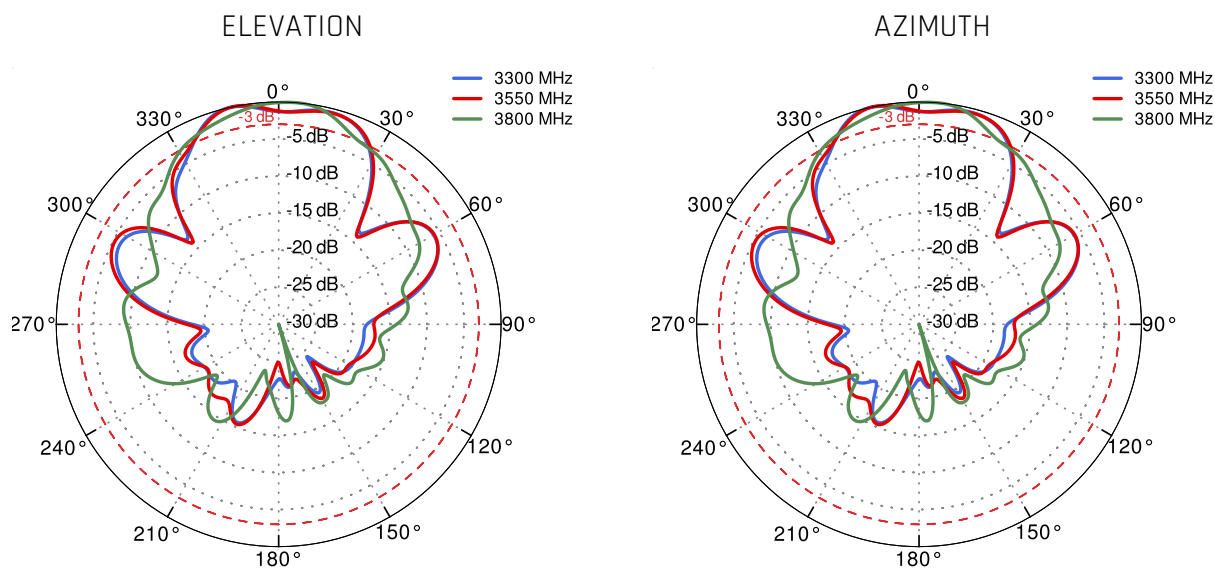 ELEVATION
3300 MHz
3550 MHz
3800 MHz
0°
330°
30°
-3 dB
-5 dB
-10 dB
300°
60°
-15 dB
-20 dB
-25 dB
-30 dB
270°
90°
240°
120°
210°
150°
180°
AZIMUTH
3300 MHz
3550 MHz
3800 MHz
0°
330°
30°
-3 dB
-5 dB
-10 dB
300°
60°
-15 dB
-20 dB
-25 dB
-30 dB
270°
90°
240°
120°
210°
150°
180°